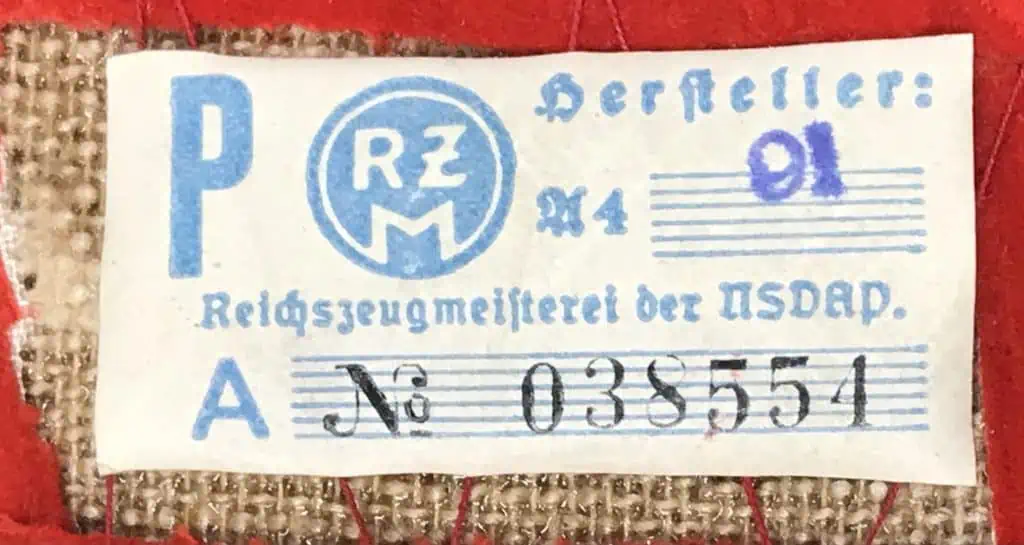 P
RZM
Herſteller:
91
A4
Reichszeugmeiſterei der NSDAP.
A № 038554